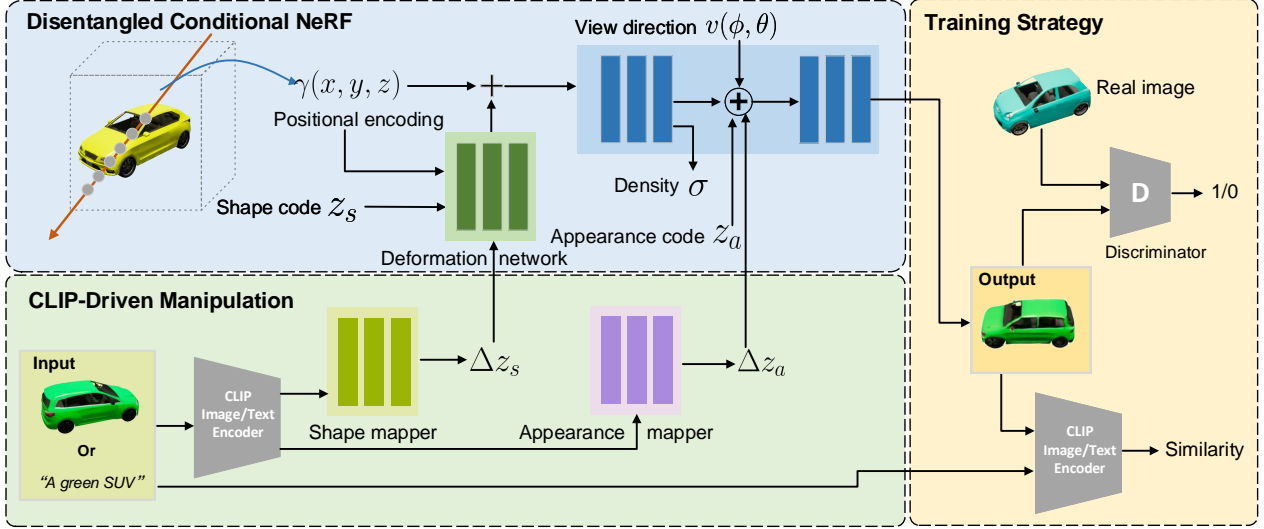 Disentangled Conditional NeRF
View direction v(ϕ, θ)
γ(x, y, z)
+
Positional encoding
Shape code z_s
Deformation network
+
Density σ
Appearance code z_a
CLIP-Driven Manipulation
Input
Or
“A green SUV”
CLIP
Image/Text
Encoder
Shape mapper
Δz_s
Appearance mapper
Δz_a
Training Strategy
Real image
D
1/0
Discriminator
Output
CLIP
Image/Text
Encoder
Similarity